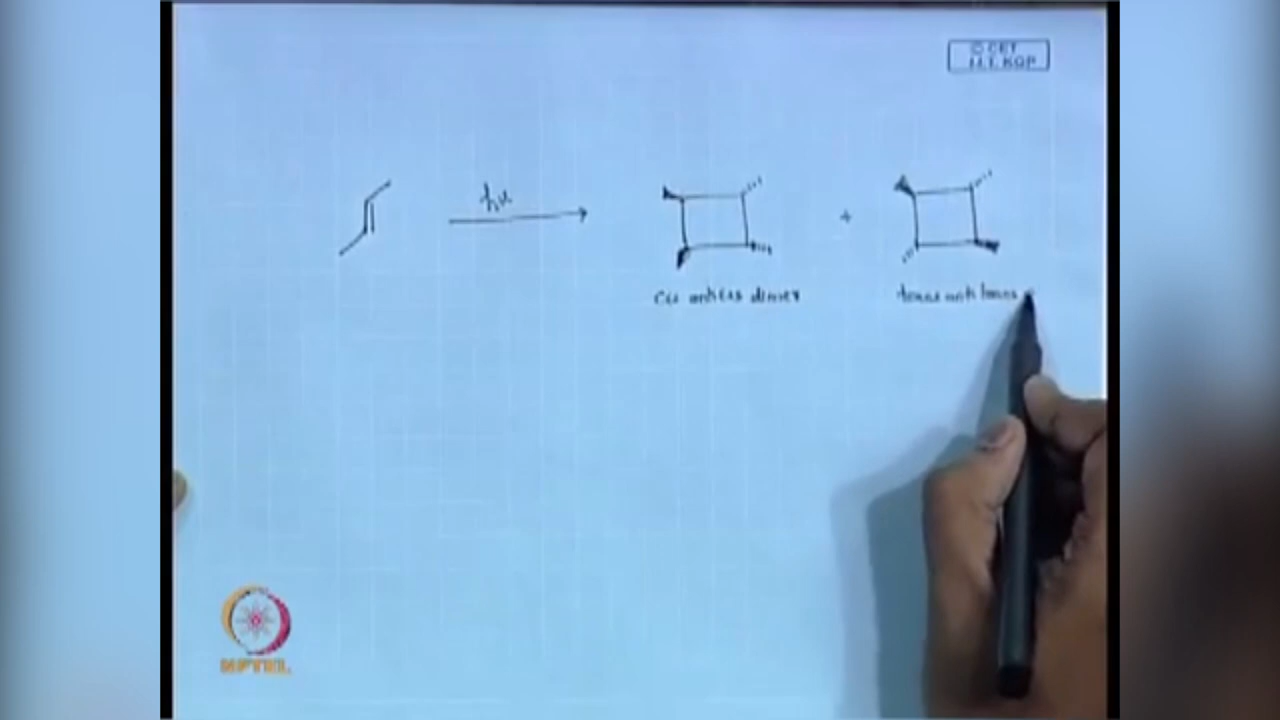 © CET
I.I.T. KGP
hν
+
cis anti cis dimer
trans anti trans
NPTEL